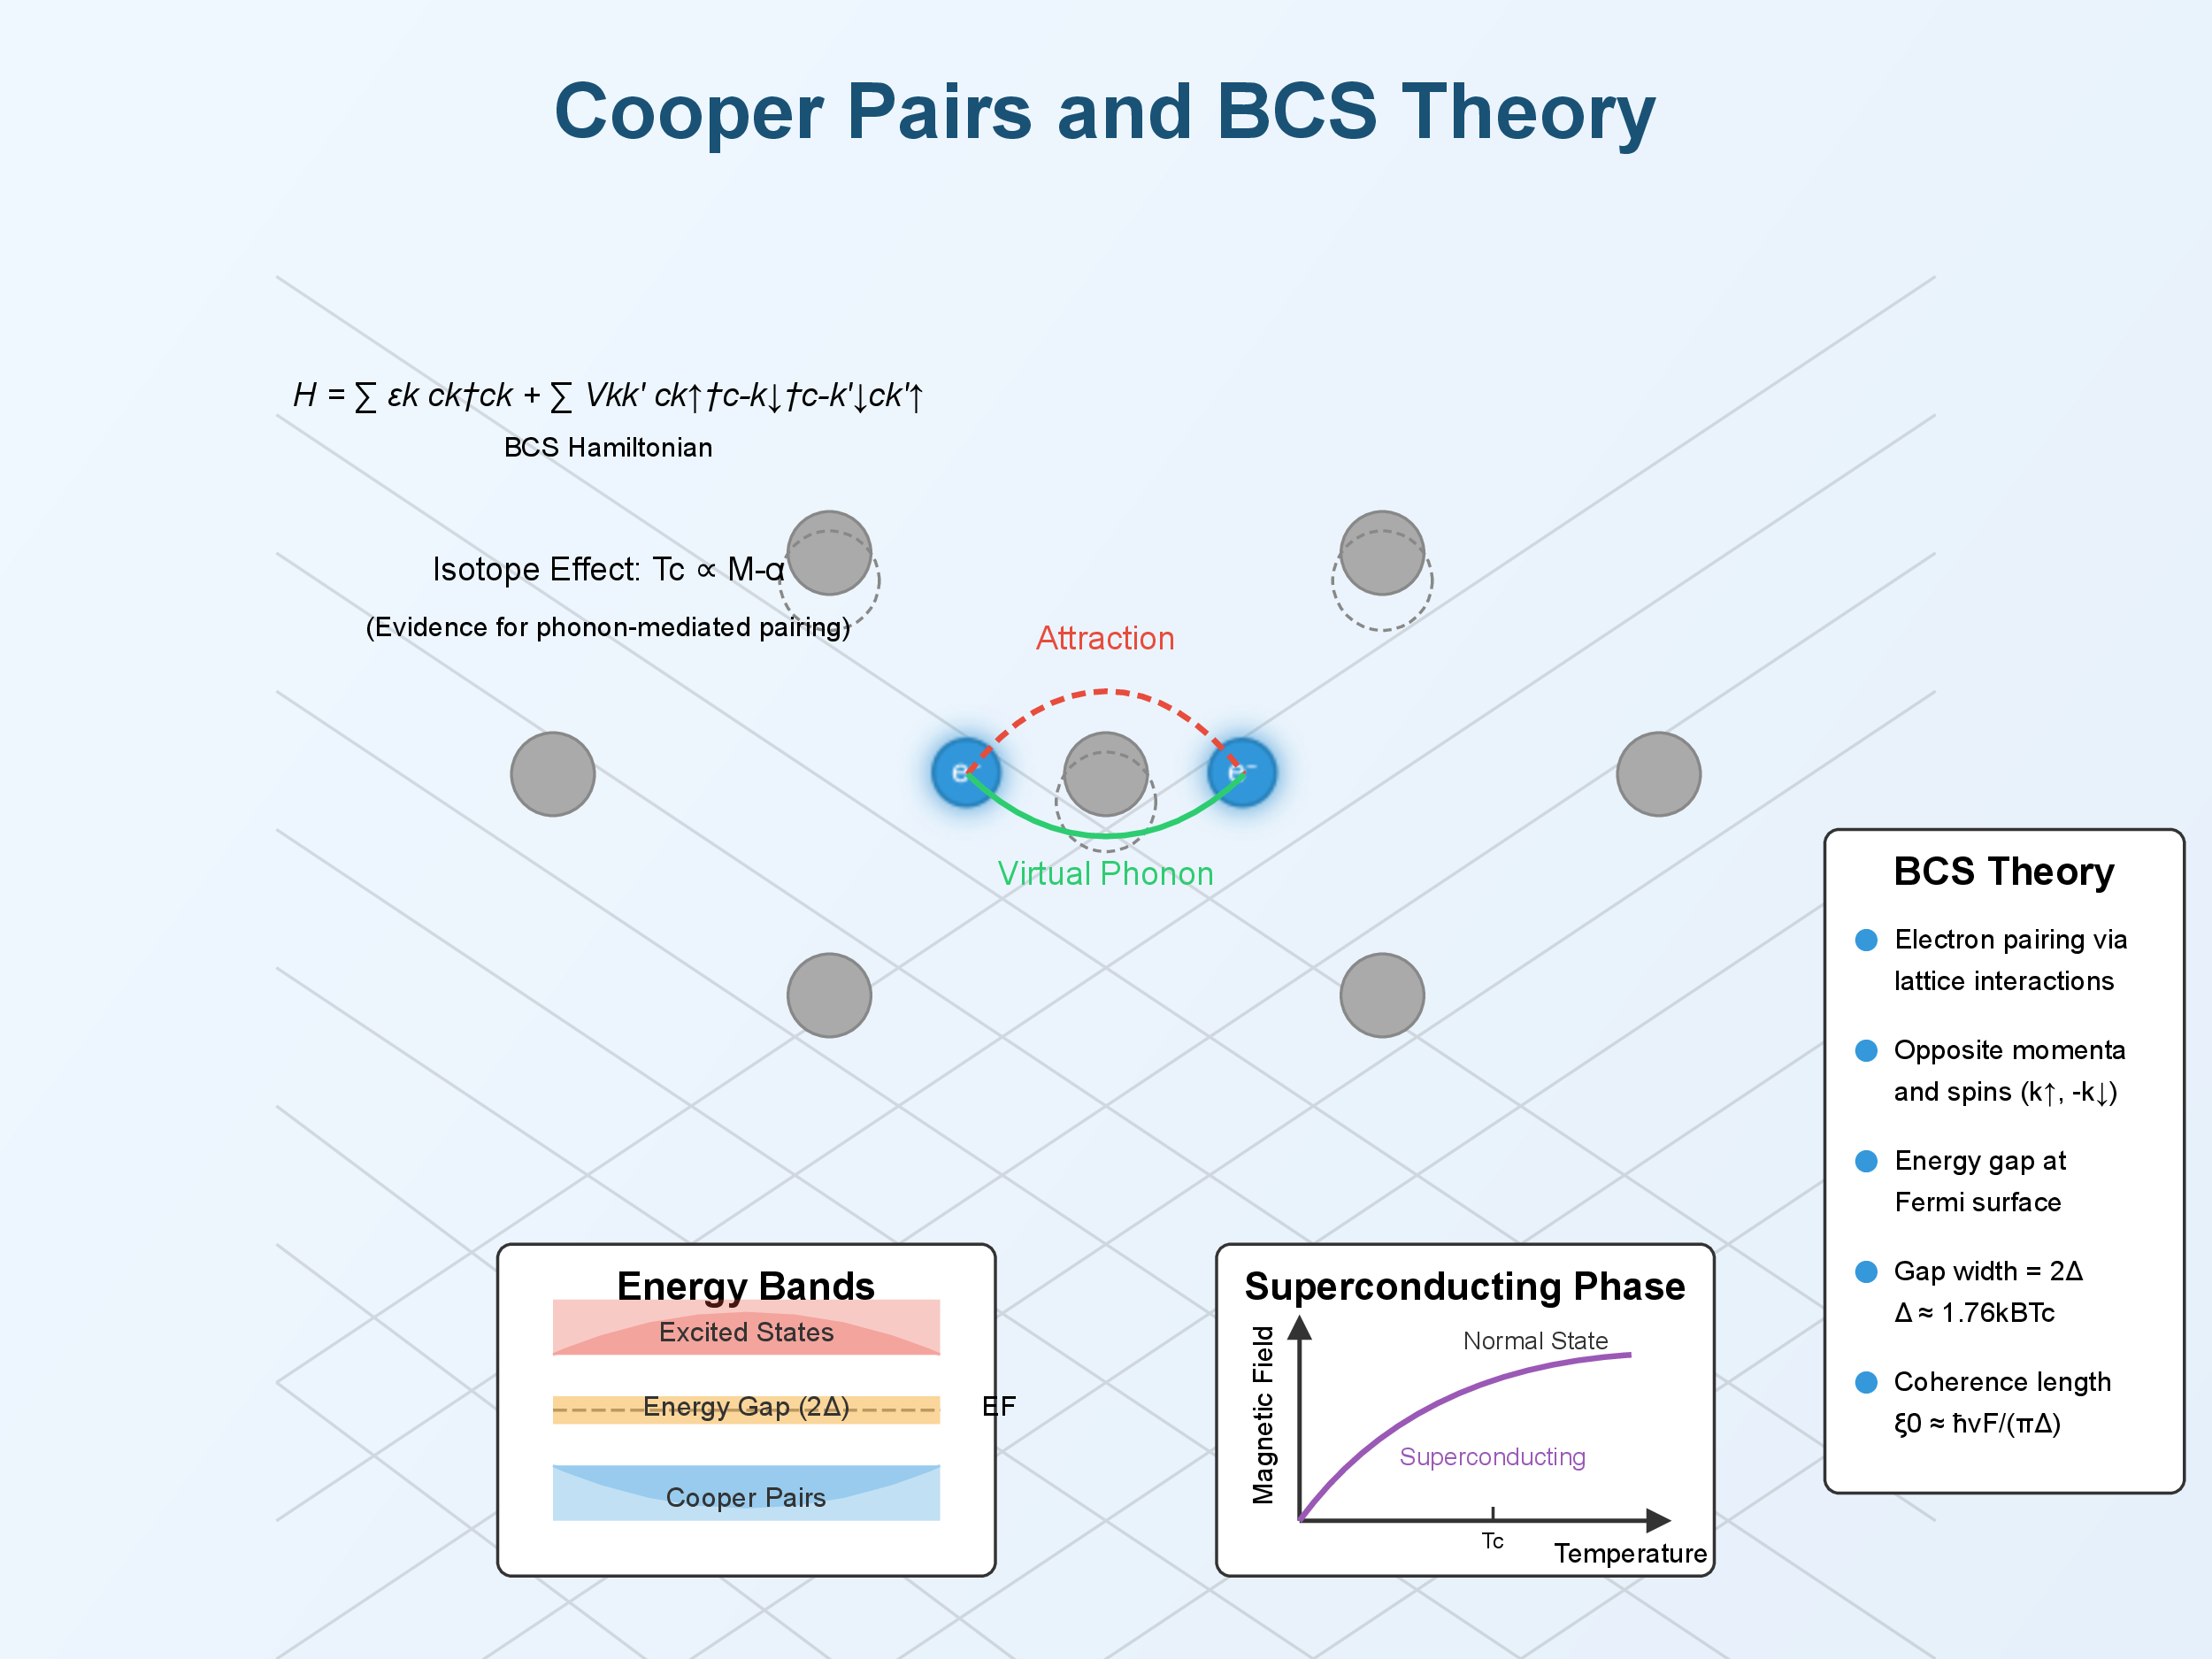 Cooper Pairs and BCS Theory
H = ∑ εk ck†ck + ∑ Vkk' ck↑†c-k↓†c-k'↓ck'↑
BCS Hamiltonian
Isotope Effect: Tc ∝ M-α
(Evidence for phonon-mediated pairing)
Attraction
e⁻
e⁻
Virtual Phonon
BCS Theory
Electron pairing via
lattice interactions
Opposite momenta
and spins (k↑, -k↓)
Energy gap at
Fermi surface
Gap width = 2Δ
Δ ≈ 1.76kBTc
Coherence length
ξ0 ≈ ħvF/(πΔ)
Energy Bands
Excited States
Energy Gap (2Δ)
EF
Cooper Pairs
Superconducting Phase
Magnetic Field
Normal State
Superconducting
Tc
Temperature